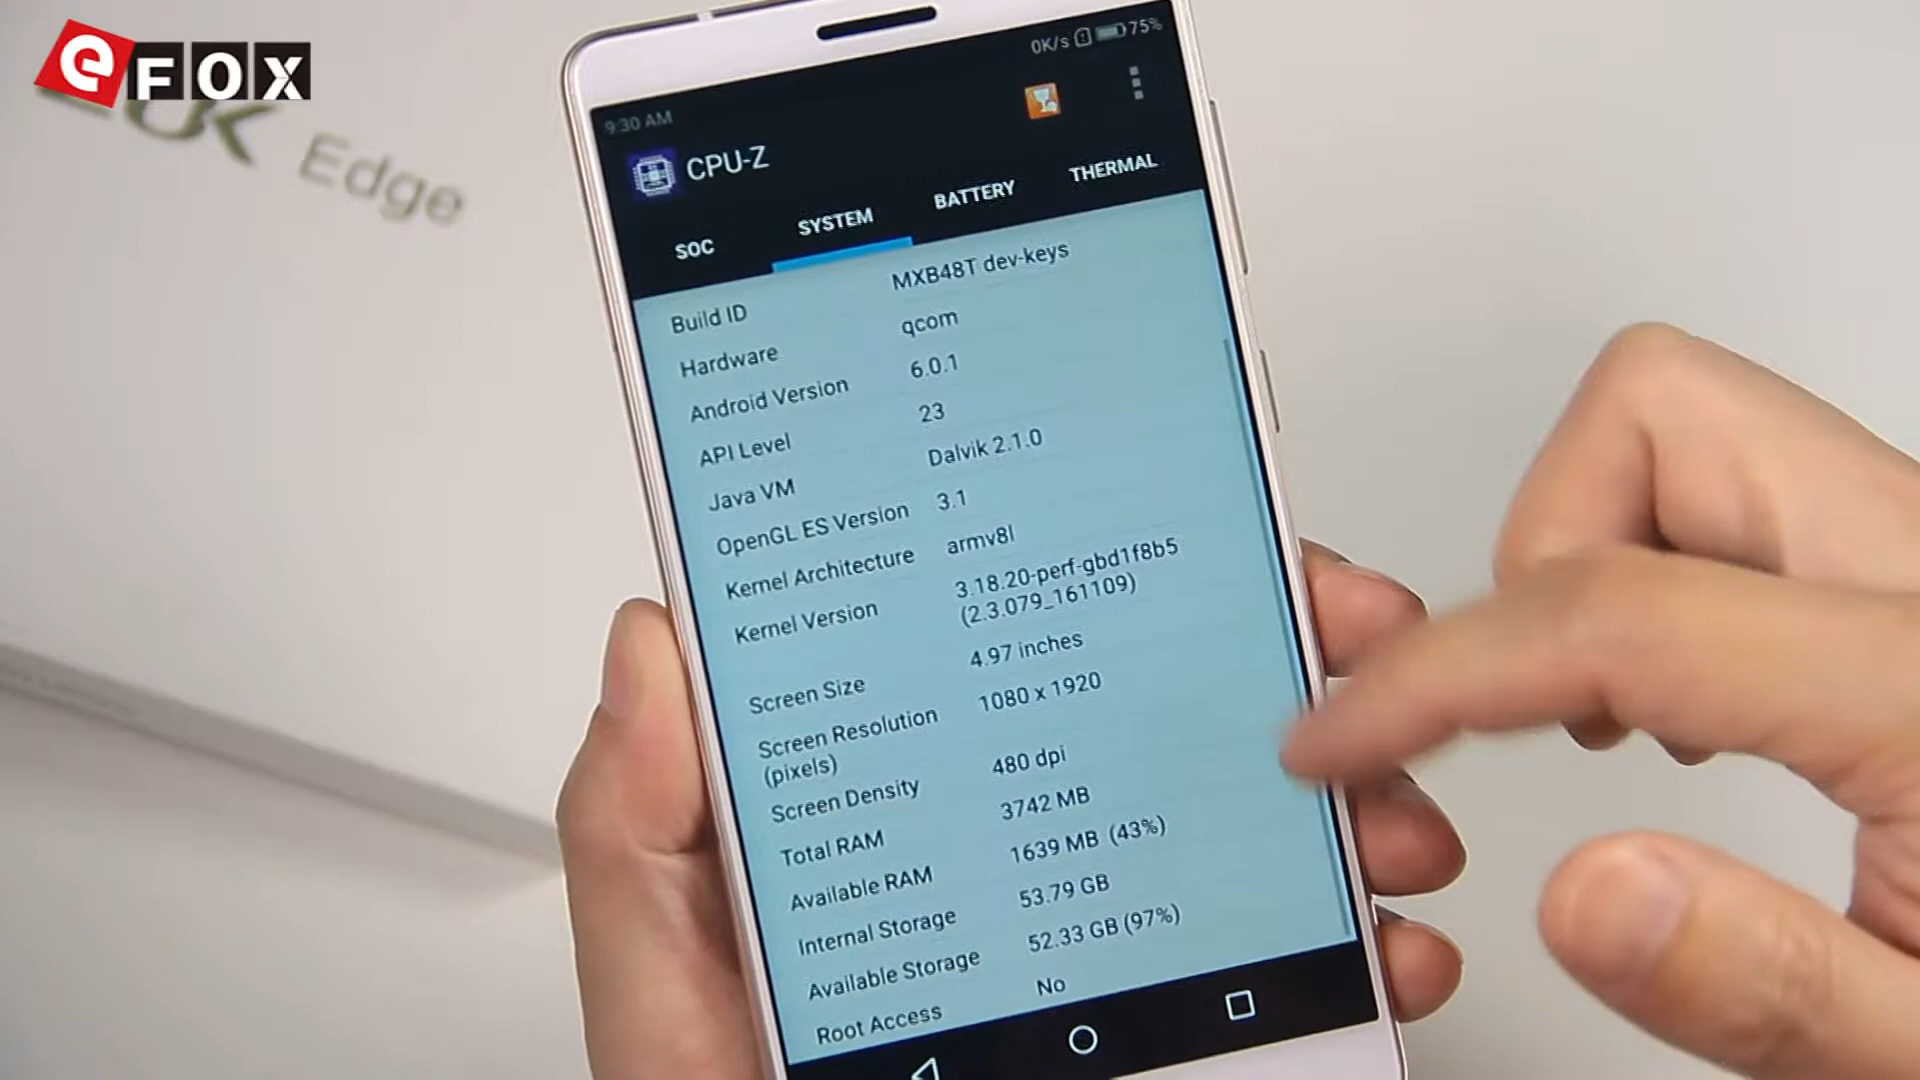 eFOX
Edge
0K/s 75%
9:30 AM
CPU-Z
SOC SYSTEM BATTERY THERMAL
Build ID MXB48T dev-keys
Hardware qcom
Android Version 6.0.1
API Level 23
Java VM Dalvik 2.1.0
OpenGL ES Version 3.1
Kernel Architecture armv8l
Kernel Version 3.18.20-perf-gbd1f8b5
(2.3.079_161109)
Screen Size 4.97 inches
Screen Resolution 1080 x 1920
(pixels)
Screen Density 480 dpi
Total RAM 3742 MB
Available RAM 1639 MB (43%)
Internal Storage 53.79 GB
Available Storage 52.33 GB (97%)
Root Access No